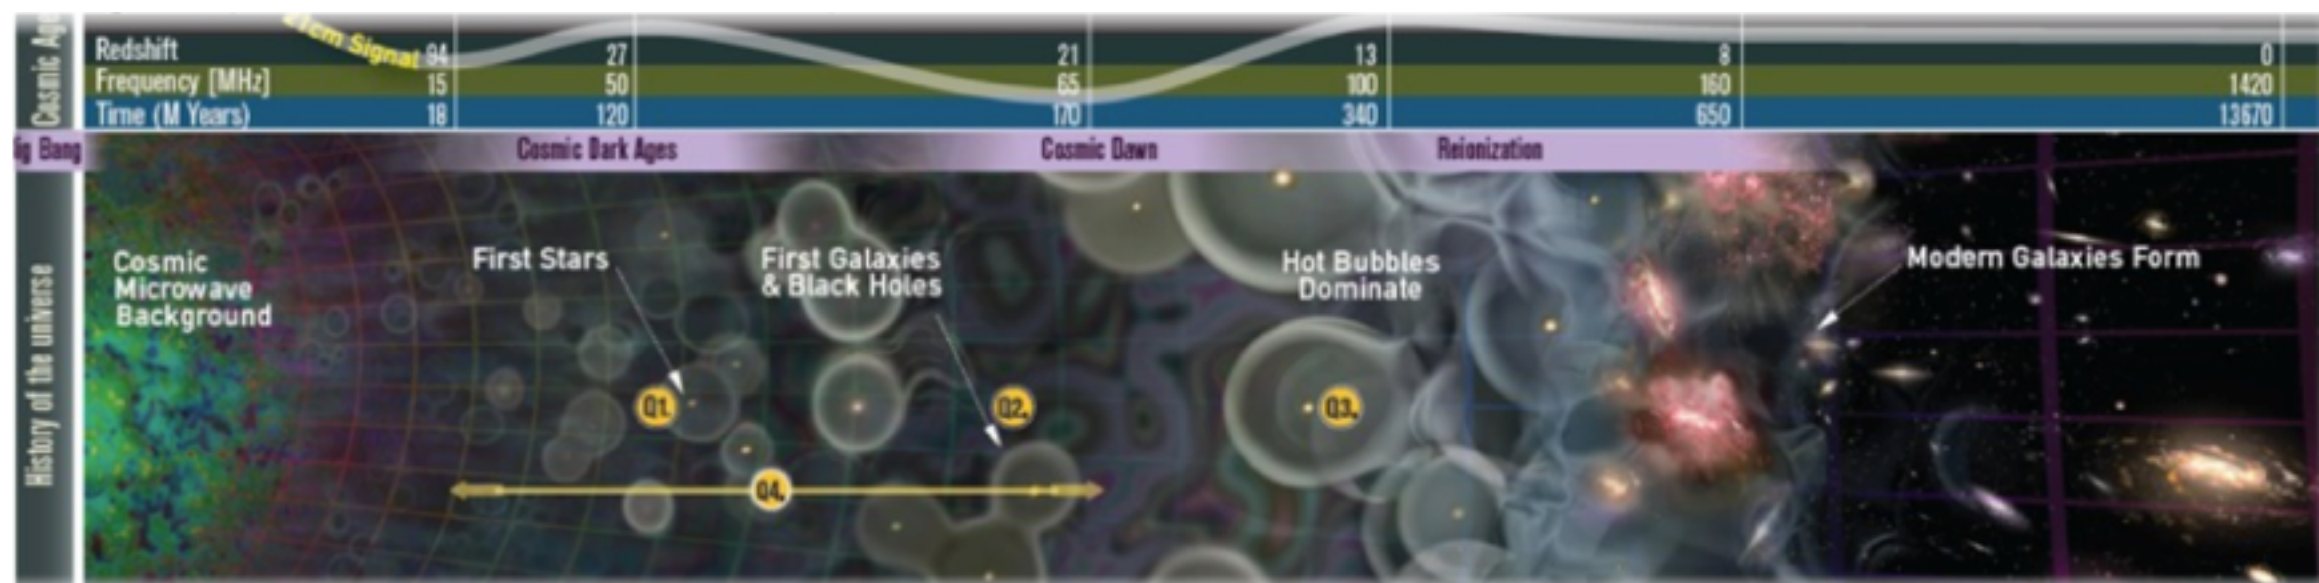 Cosmic Ag
21cm Signal
Redshift 94 27 21 13 8 0
Frequency [MHz] 15 50 65 100 160 1420
Time (M Years) 18 120 170 340 650 13670
ig Bang Cosmic Dark Ages Cosmic Dawn Reionization
History of the universe
Cosmic
Microwave
Background
First Stars
First Galaxies
& Black Holes
Hot Bubbles
Dominate
Modern Galaxies Form
Q1.
Q2.
Q3.
Q4.